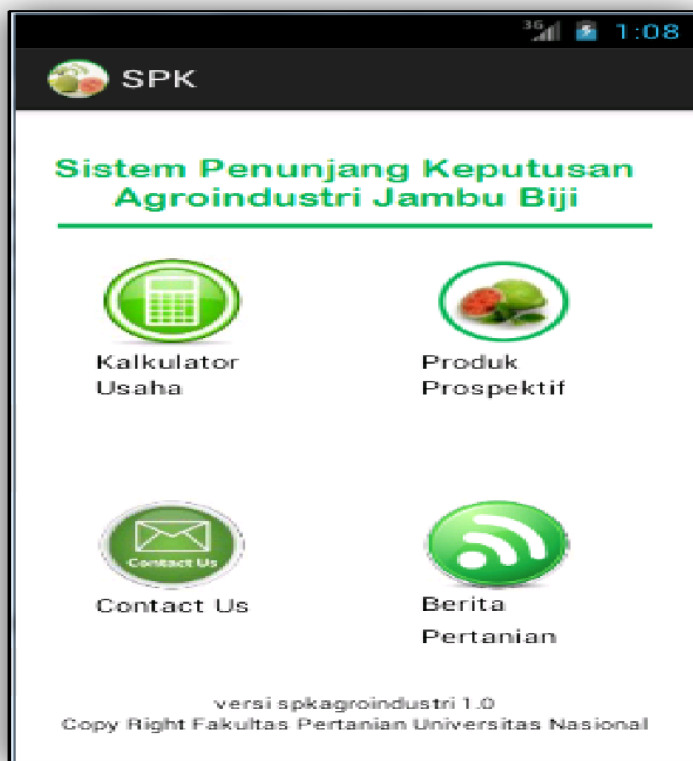 3G 1:08
SPK
Sistem Penunjang Keputusan
Agroindustri Jambu Biji
Kalkulator
Usaha
Produk
Prospektif
Contact Us
Contact Us
Berita
Pertanian
versi spkagroindustri 1.0
Copy Right Fakultas Pertanian Universitas Nasional